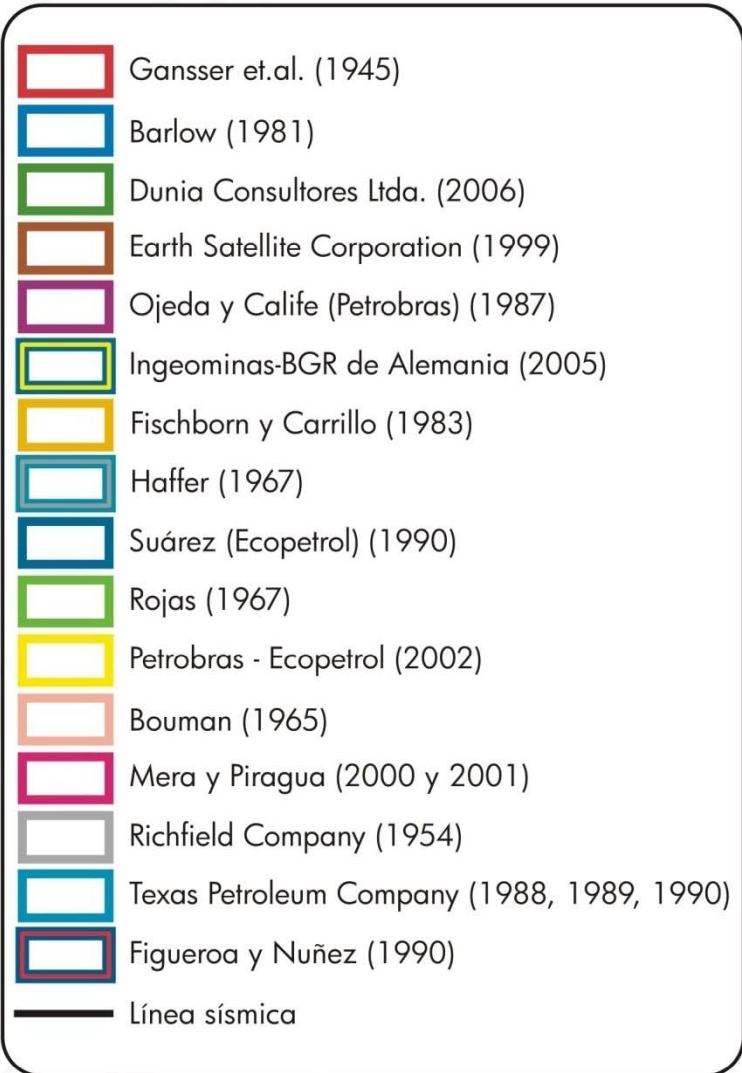 Gansser et.al. (1945)
Barlow (1981)
Dunia Consultores Ltda. (2006)
Earth Satellite Corporation (1999)
Ojeda y Calife (Petrobras) (1987)
Ingeominas-BGR de Alemania (2005)
Fischborn y Carrillo (1983)
Haffer (1967)
Suárez (Ecopetrol) (1990)
Rojas (1967)
Petrobras - Ecopetrol (2002)
Bouman (1965)
Mera y Piragua (2000 y 2001)
Richfield Company (1954)
Texas Petroleum Company (1988, 1989, 1990)
Figueroa y Nuñez (1990)
Línea sísmica